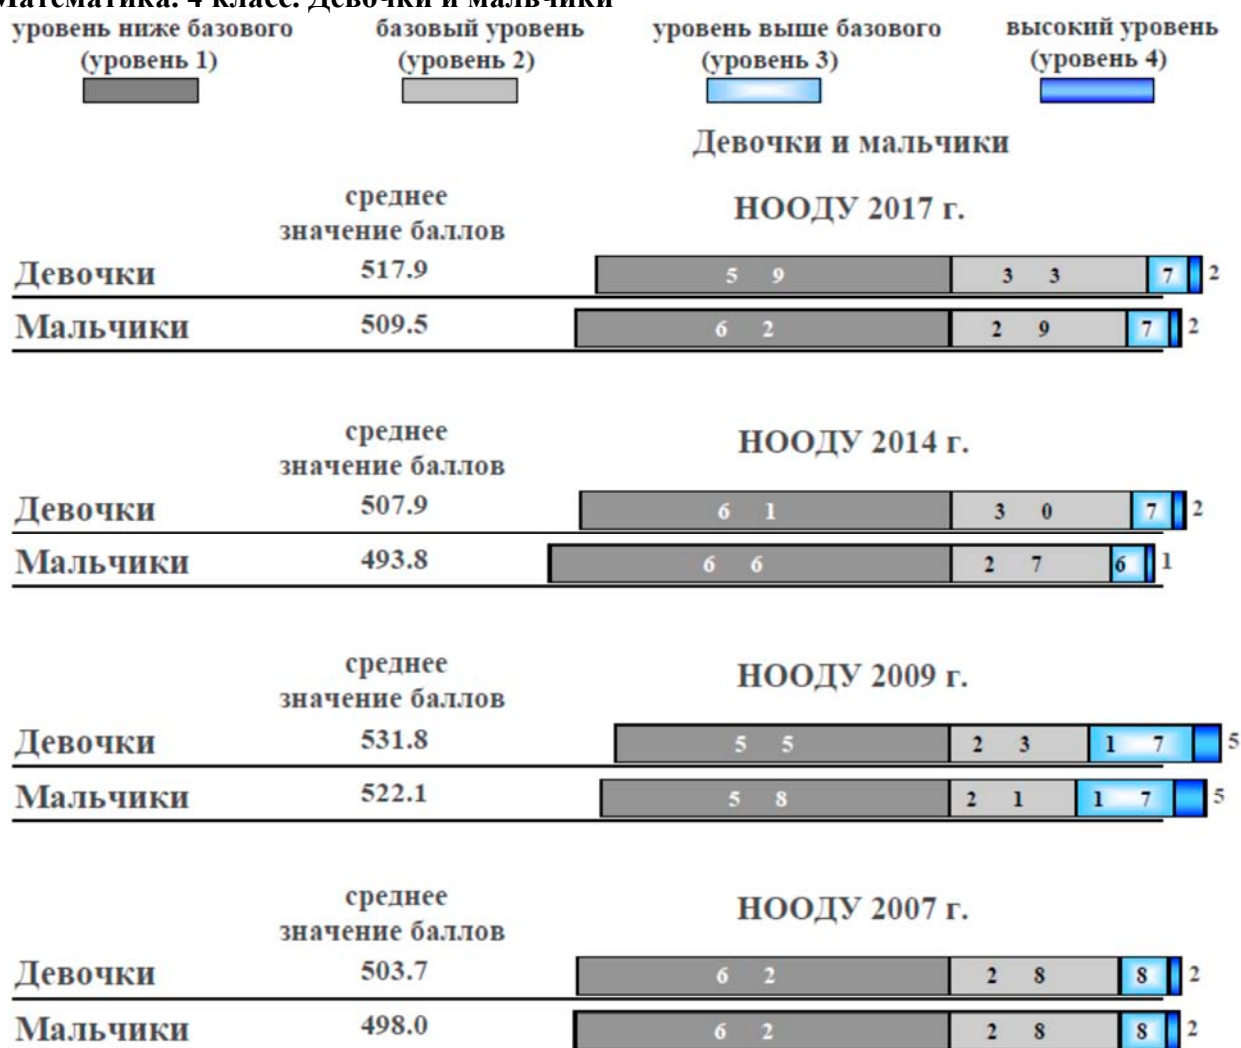 Математика. 4 класс. Девочки и мальчики
уровень ниже базового (уровень 1)
базовый уровень (уровень 2)
уровень выше базового (уровень 3)
высокий уровень (уровень 4)
Девочки и мальчики
среднее значение баллов
НООДУ 2017 г.
Девочки 517.9 5 9 3 3 7 2
Мальчики 509.5 6 2 2 9 7 2
среднее значение баллов
НООДУ 2014 г.
Девочки 507.9 6 1 3 0 7 2
Мальчики 493.8 6 6 2 7 6 1
среднее значение баллов
НООДУ 2009 г.
Девочки 531.8 5 5 2 3 1 7 5
Мальчики 522.1 5 8 2 1 1 7 5
среднее значение баллов
НООДУ 2007 г.
Девочки 503.7 6 2 2 8 8 2
Мальчики 498.0 6 2 2 8 8 2